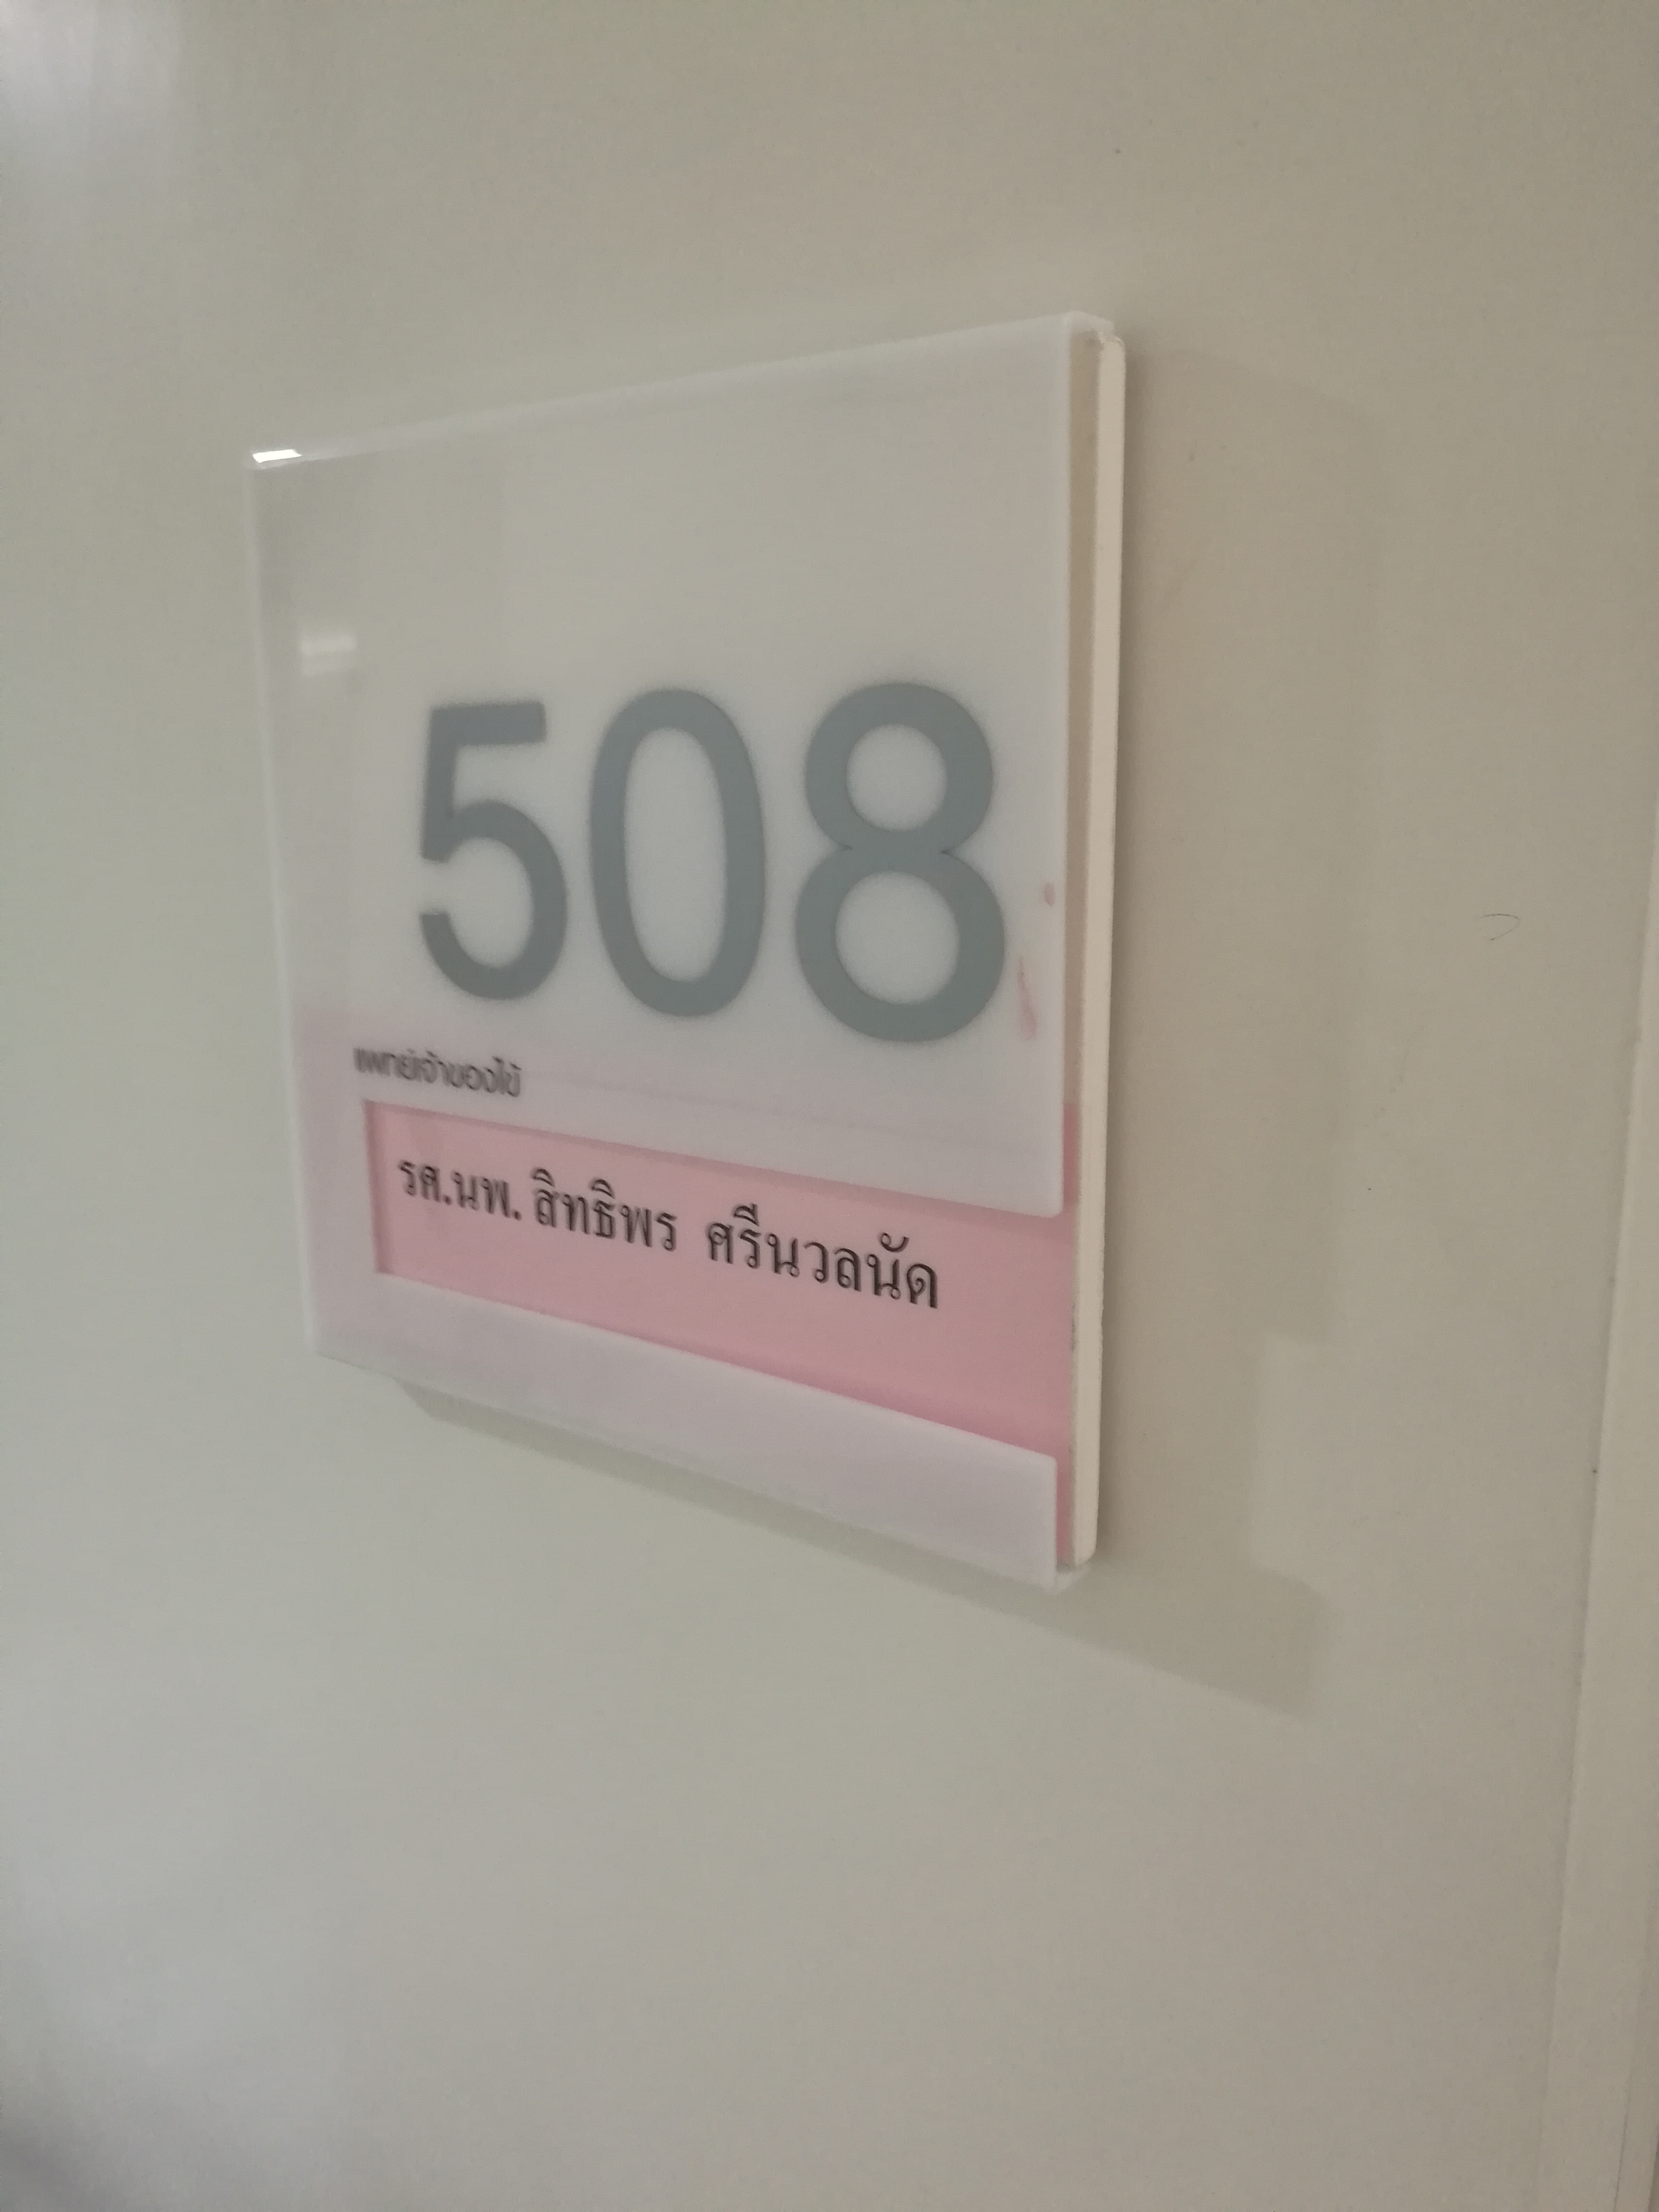 508
แพทย์เจ้าของไข้
รศ.นพ. สิทธิพร ศรีนวลนัด